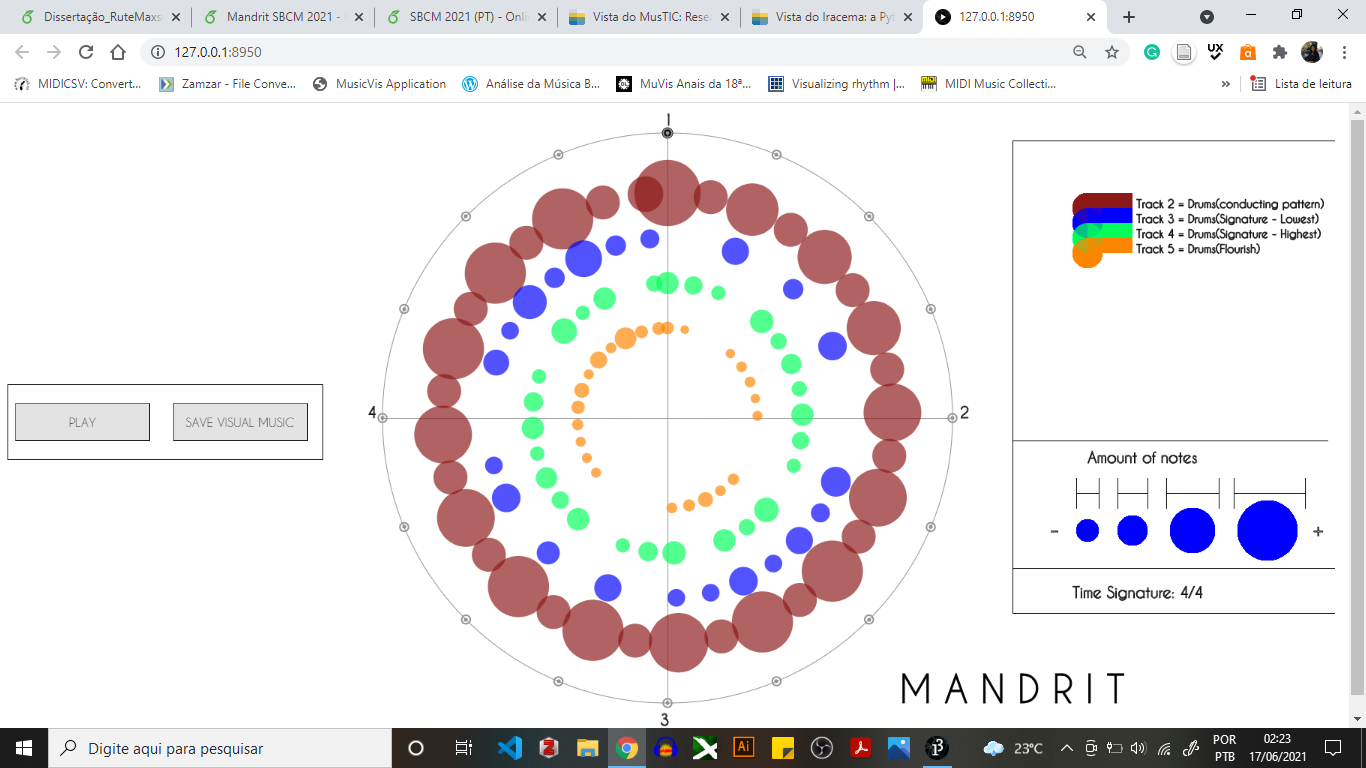 Dissertação_RuteMaxs
Mandrit SBCM 2021 -
SBCM 2021 (PT) - Onli
Vista do MusTIC: Rese
Vista do Iracema: a Pyt
127.0.0.1:8950
127.0.0.1:8950
MIDICSV: Convert...
Zamzar - File Conve...
MusicVis Application
Análise da Música B...
MuVis Anais da 18ª...
Visualizing rhythm |...
MIDI Music Collecti...
»
Lista de leitura
1
Track 2 = Drums(conducting pattern)
Track 3 = Drums(Signature - Lowest)
Track 4 = Drums(Signature - Highest)
Track 5 = Drums(Flourish)
PLAY
SAVE VISUAL MUSIC
4
2
Amount of notes
- +
Time Signature: 4/4
MANDRIT
3
Digite aqui para pesquisar
23°C
POR
PTB
02:23
17/06/2021